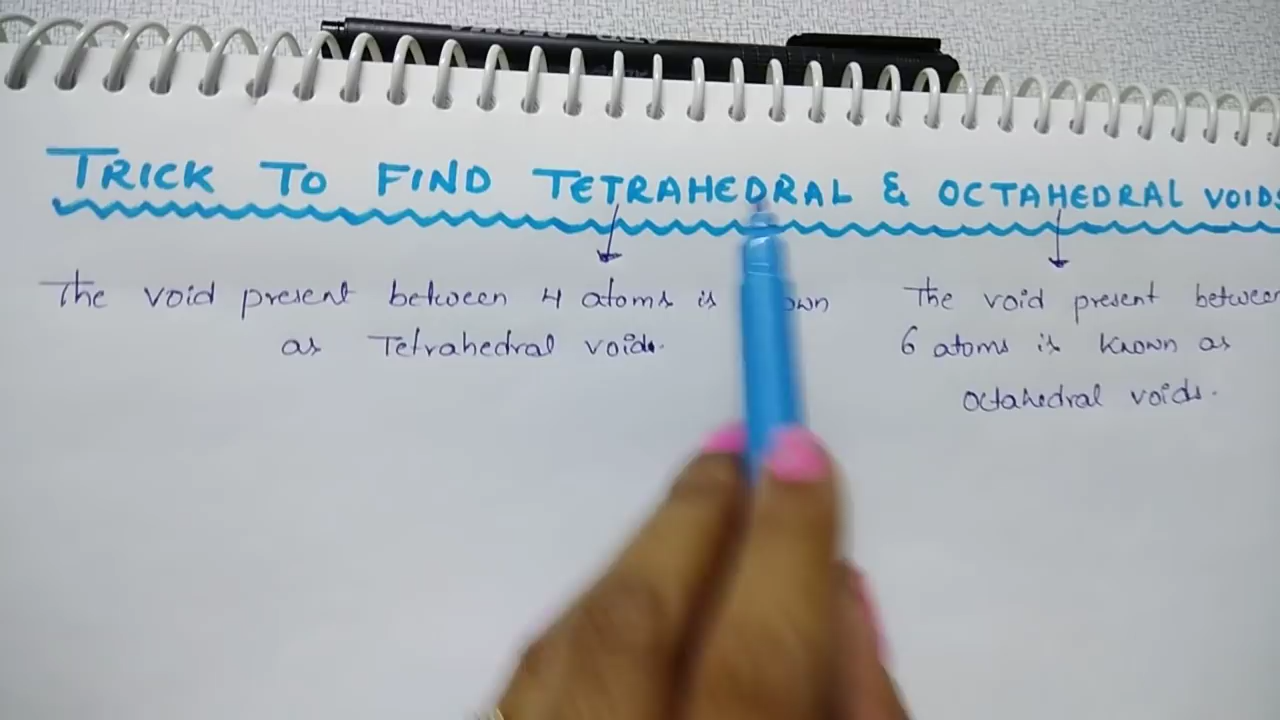 TRICK TO FIND TETRAHEDRAL & OCTAHEDRAL VOIDS
The void present between 4 atoms is
as Tetrahedral voids.
The void present between
6 atoms is known as
octahedral voids.